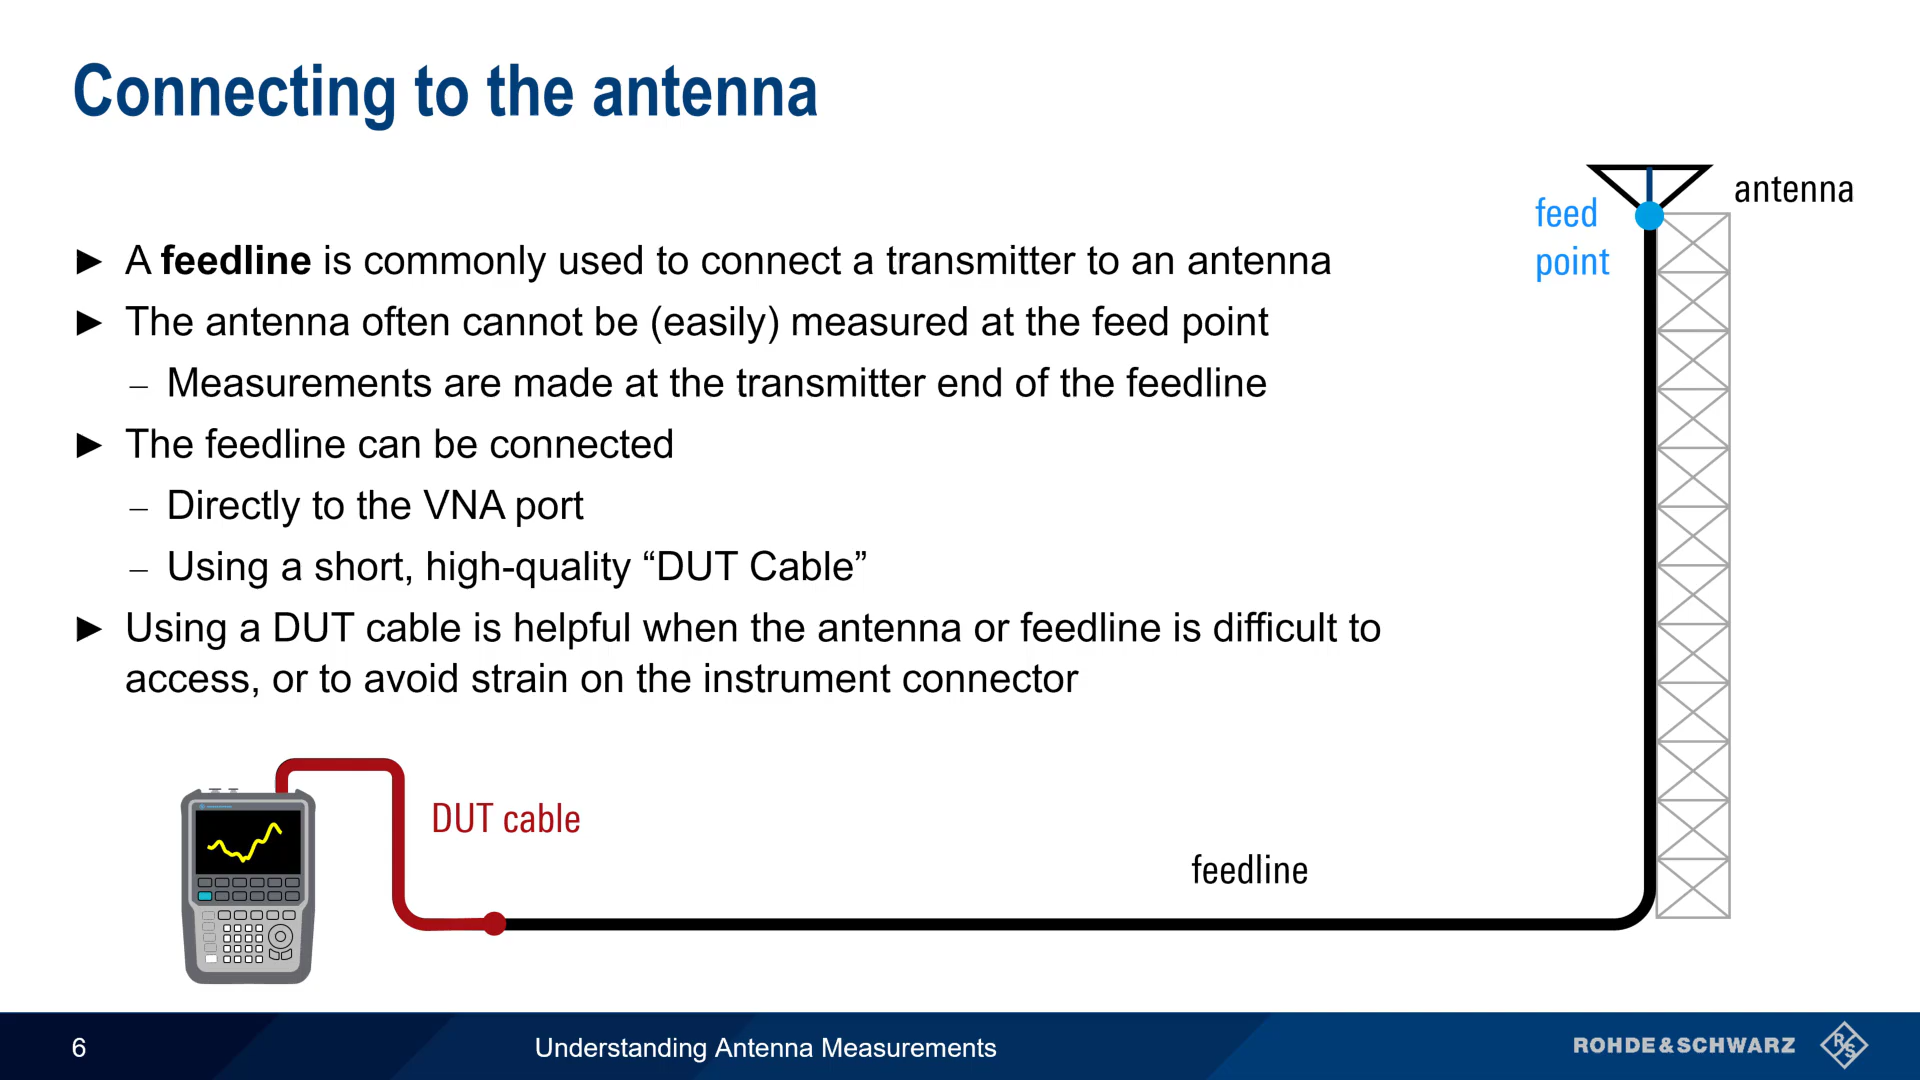 Connecting to the antenna
► A feedline is commonly used to connect a transmitter to an antenna
► The antenna often cannot be (easily) measured at the feed point
– Measurements are made at the transmitter end of the feedline
► The feedline can be connected
– Directly to the VNA port
– Using a short, high-quality “DUT Cable”
► Using a DUT cable is helpful when the antenna or feedline is difficult to
access, or to avoid strain on the instrument connector
antenna
feed
point
DUT cable
feedline
6
Understanding Antenna Measurements
ROHDE&SCHWARZ
R
S